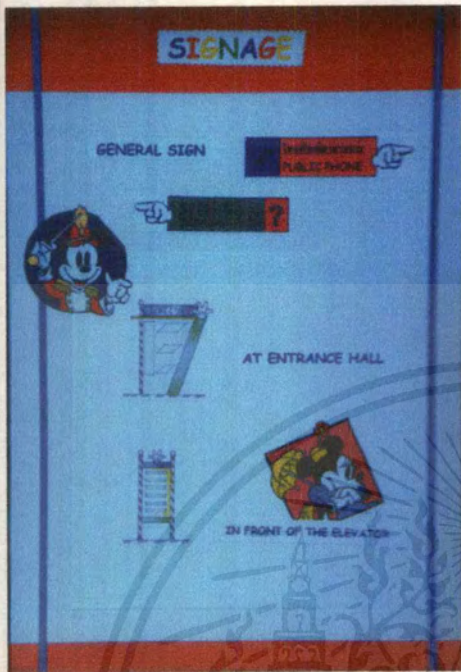 SIGNAGE
GENERAL SIGN
PUBLIC PHONE
?
AT ENTRANCE HALL
IN FRONT OF THE ELEVATOR